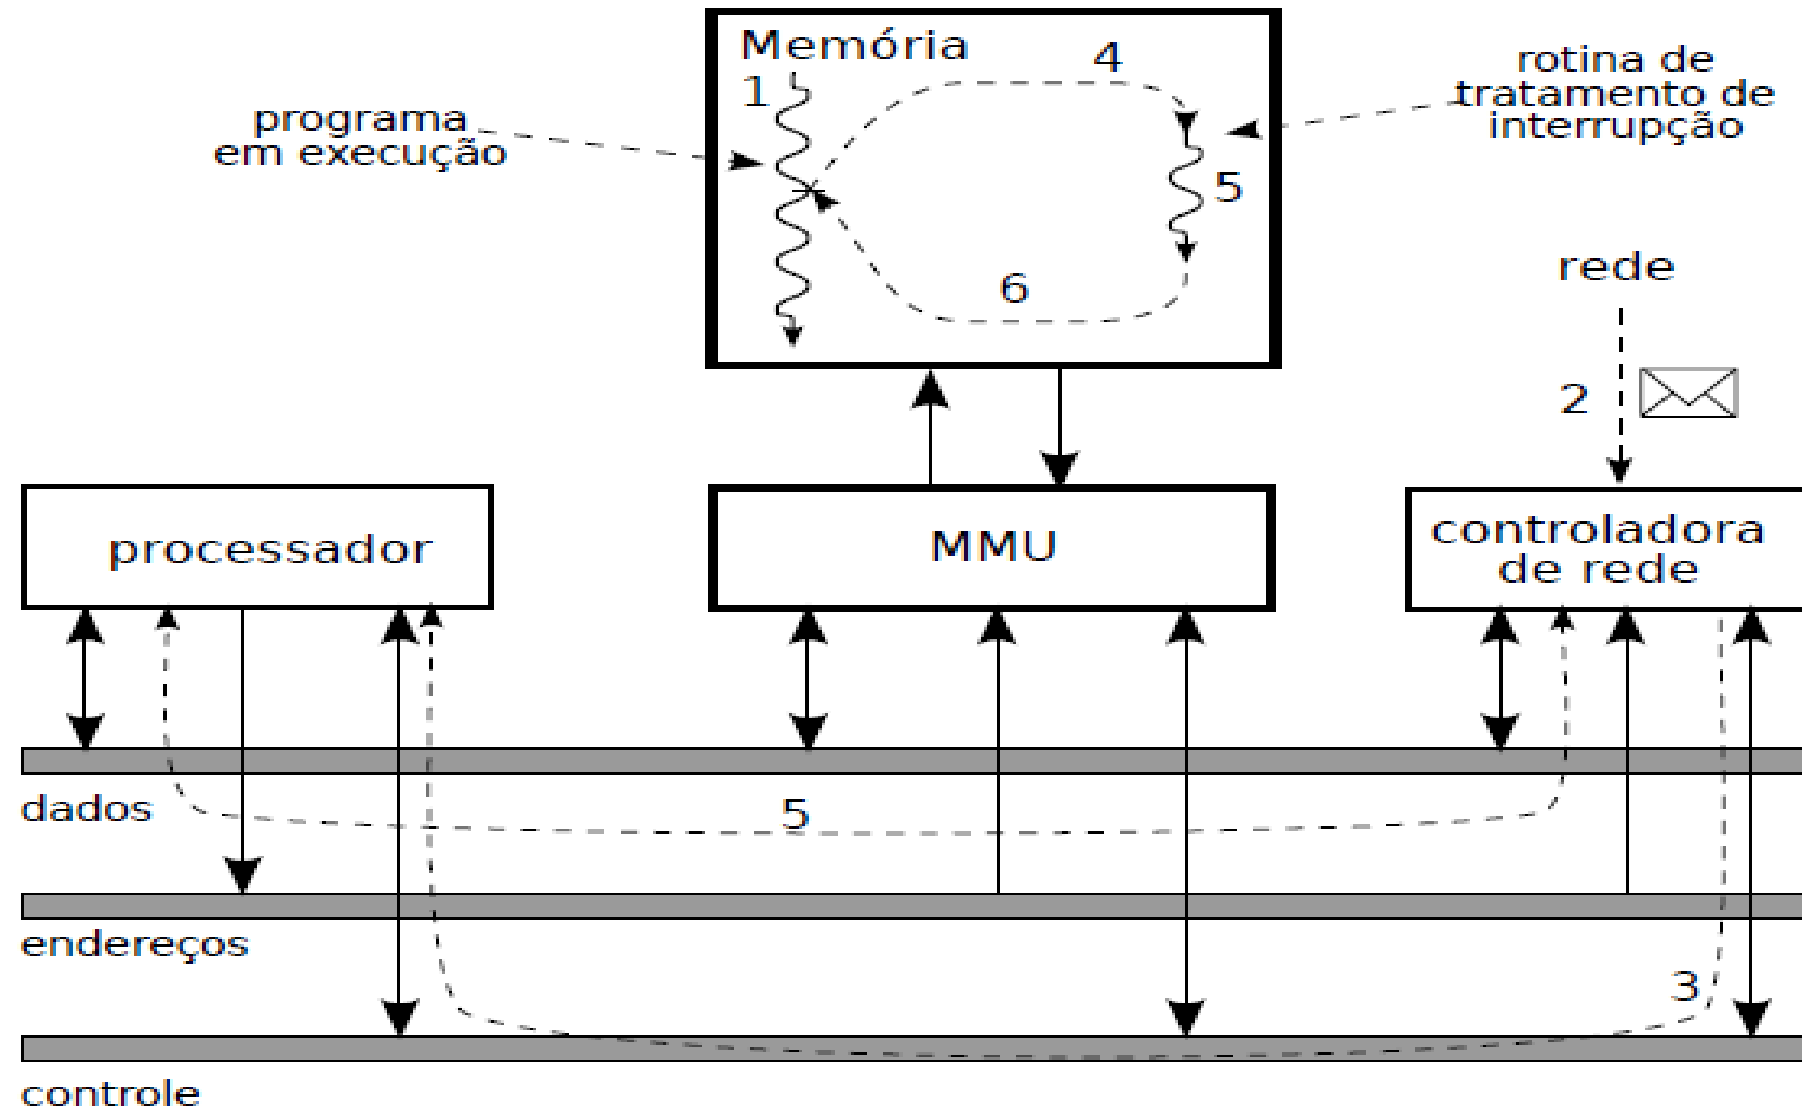 Memória
4
1
rotina de
tratamento de
interrupção
programa
em execução
5
6
rede
2
processador
MMU
controladora
de rede
dados
5
endereços
3
controle